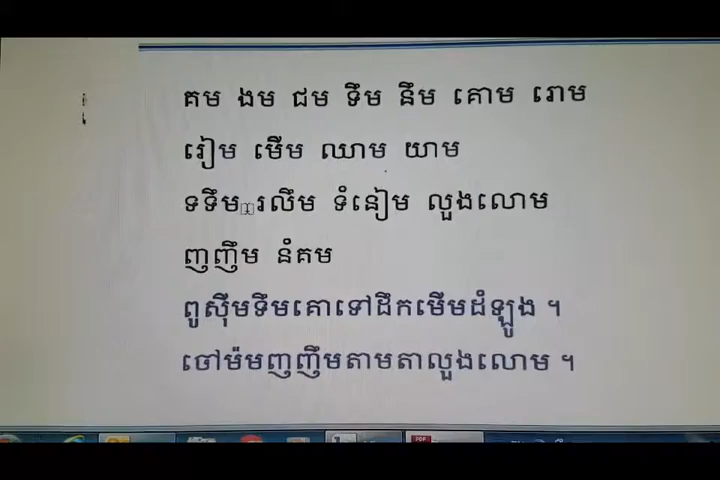 គម ងម ជម ទឹម នឹម គោម រោម
រៀម មើម ឈាម យាម
ទទឹម រលឹម ទំនៀម លួងលោម
ញញឹម នំគម
ពូស៊ីមទឹមគោទៅដឹកមើមដំឡូង ។
ចៅម៉មញញឹមតាមតាលួងលោម ។